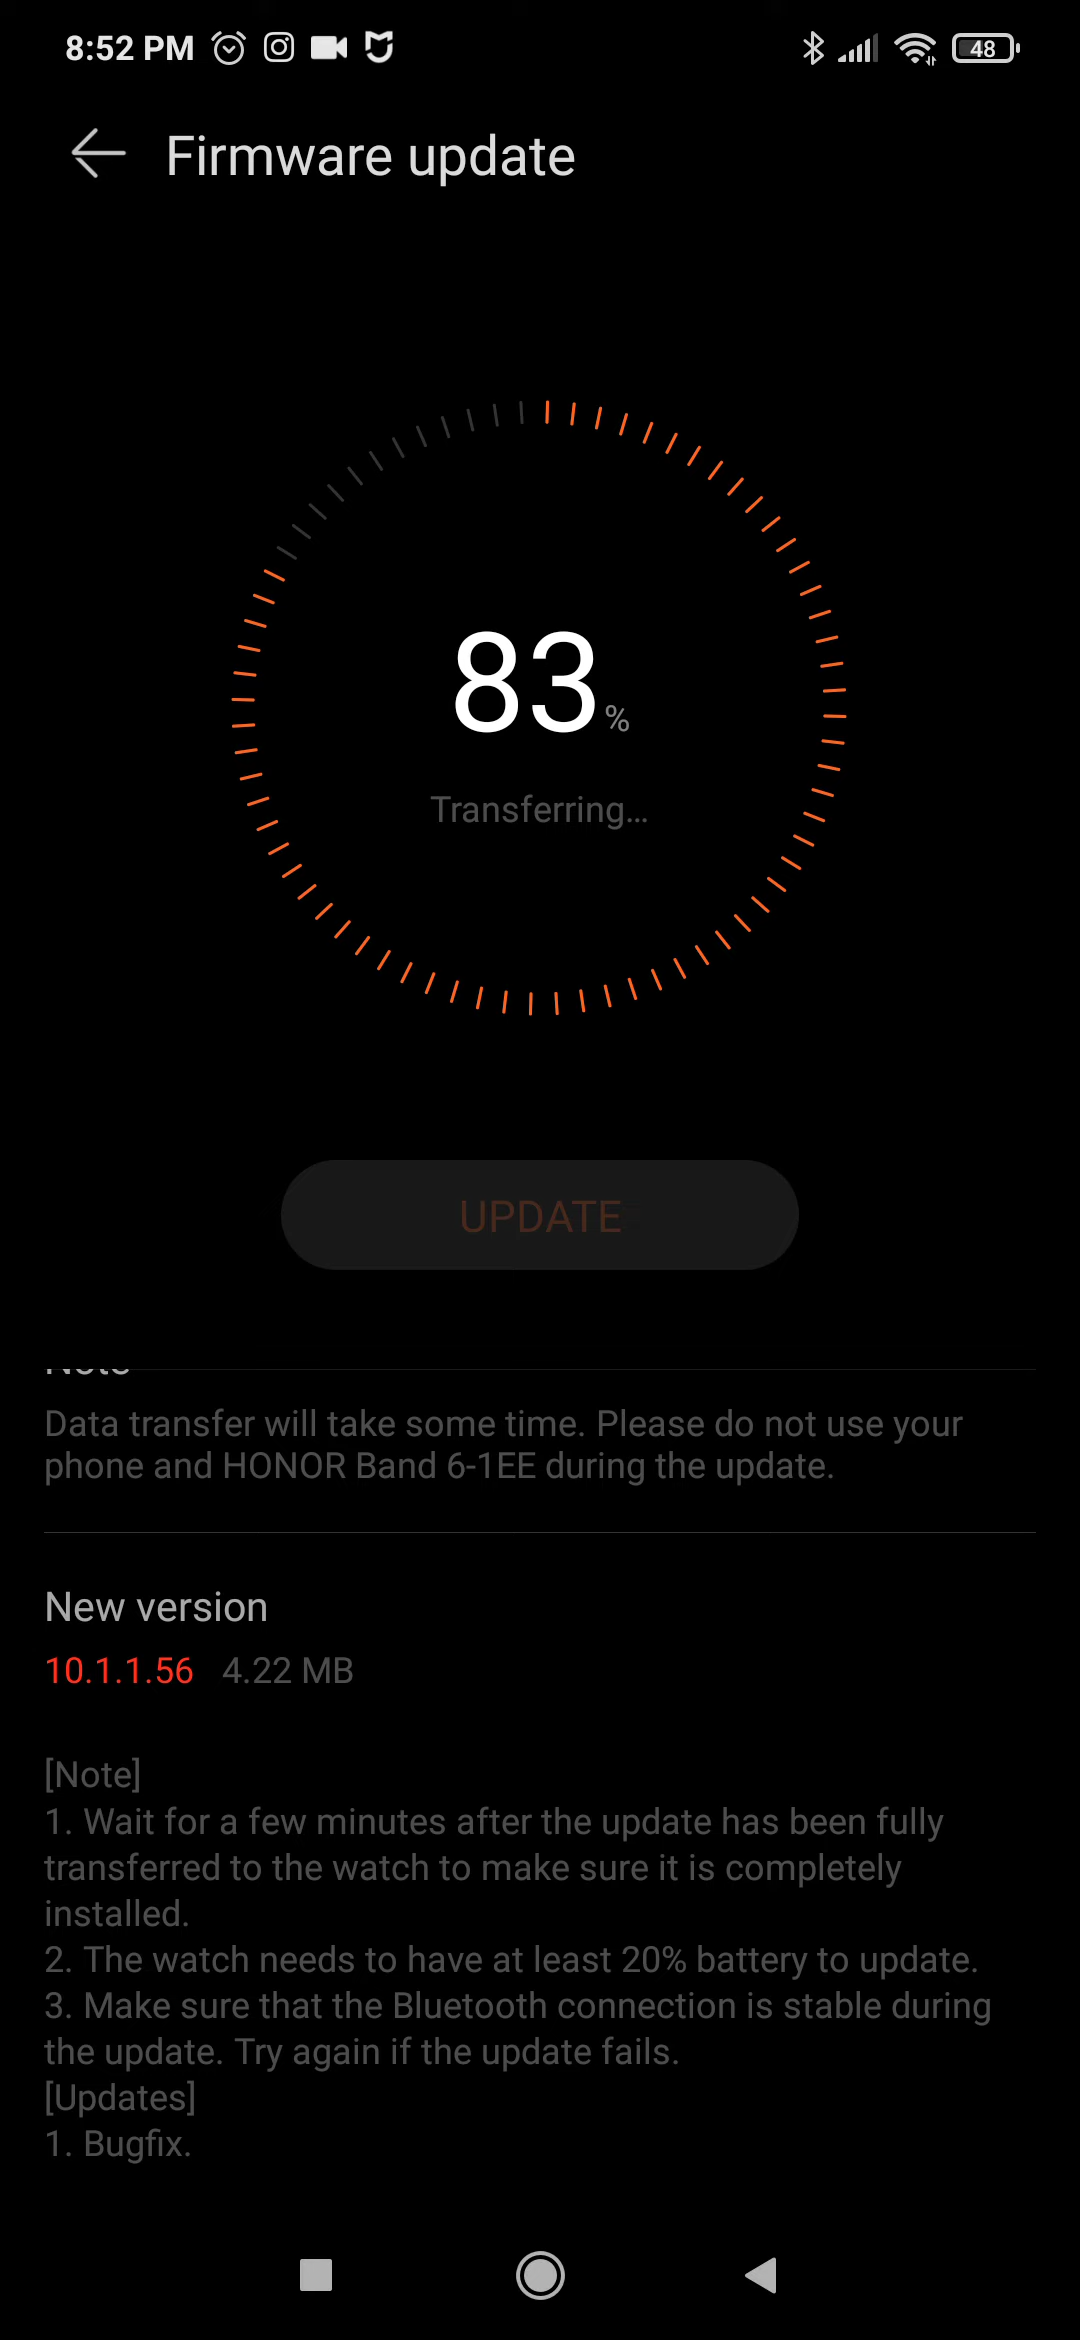 8:52 PM
48
Firmware update
83%
Transferring...
UPDATE
Note
Data transfer will take some time. Please do not use your
phone and HONOR Band 6-1EE during the update.
New version
10.1.1.56 4.22 MB
[Note]
1. Wait for a few minutes after the update has been fully
transferred to the watch to make sure it is completely
installed.
2. The watch needs to have at least 20% battery to update.
3. Make sure that the Bluetooth connection is stable during
the update. Try again if the update fails.
[Updates]
1. Bugfix.